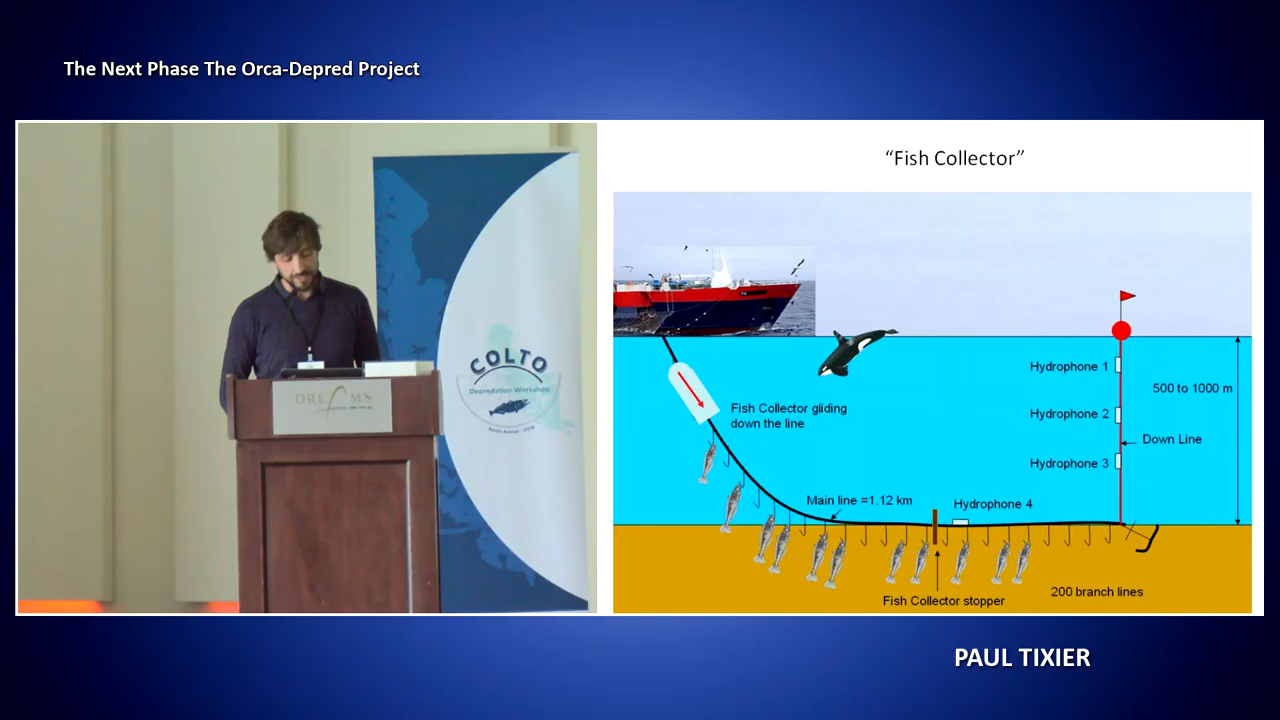 The Next Phase The Orca-Depred Project
“Fish Collector”
Hydrophone 1
500 to 1000 m
Fish Collector gliding
down the line
Hydrophone 2
Down Line
Hydrophone 3
Main line =1.12 km
Hydrophone 4
200 branch lines
Fish Collector stopper
COLTO
Depredation Workshop
DREAMS
PAUL TIXIER